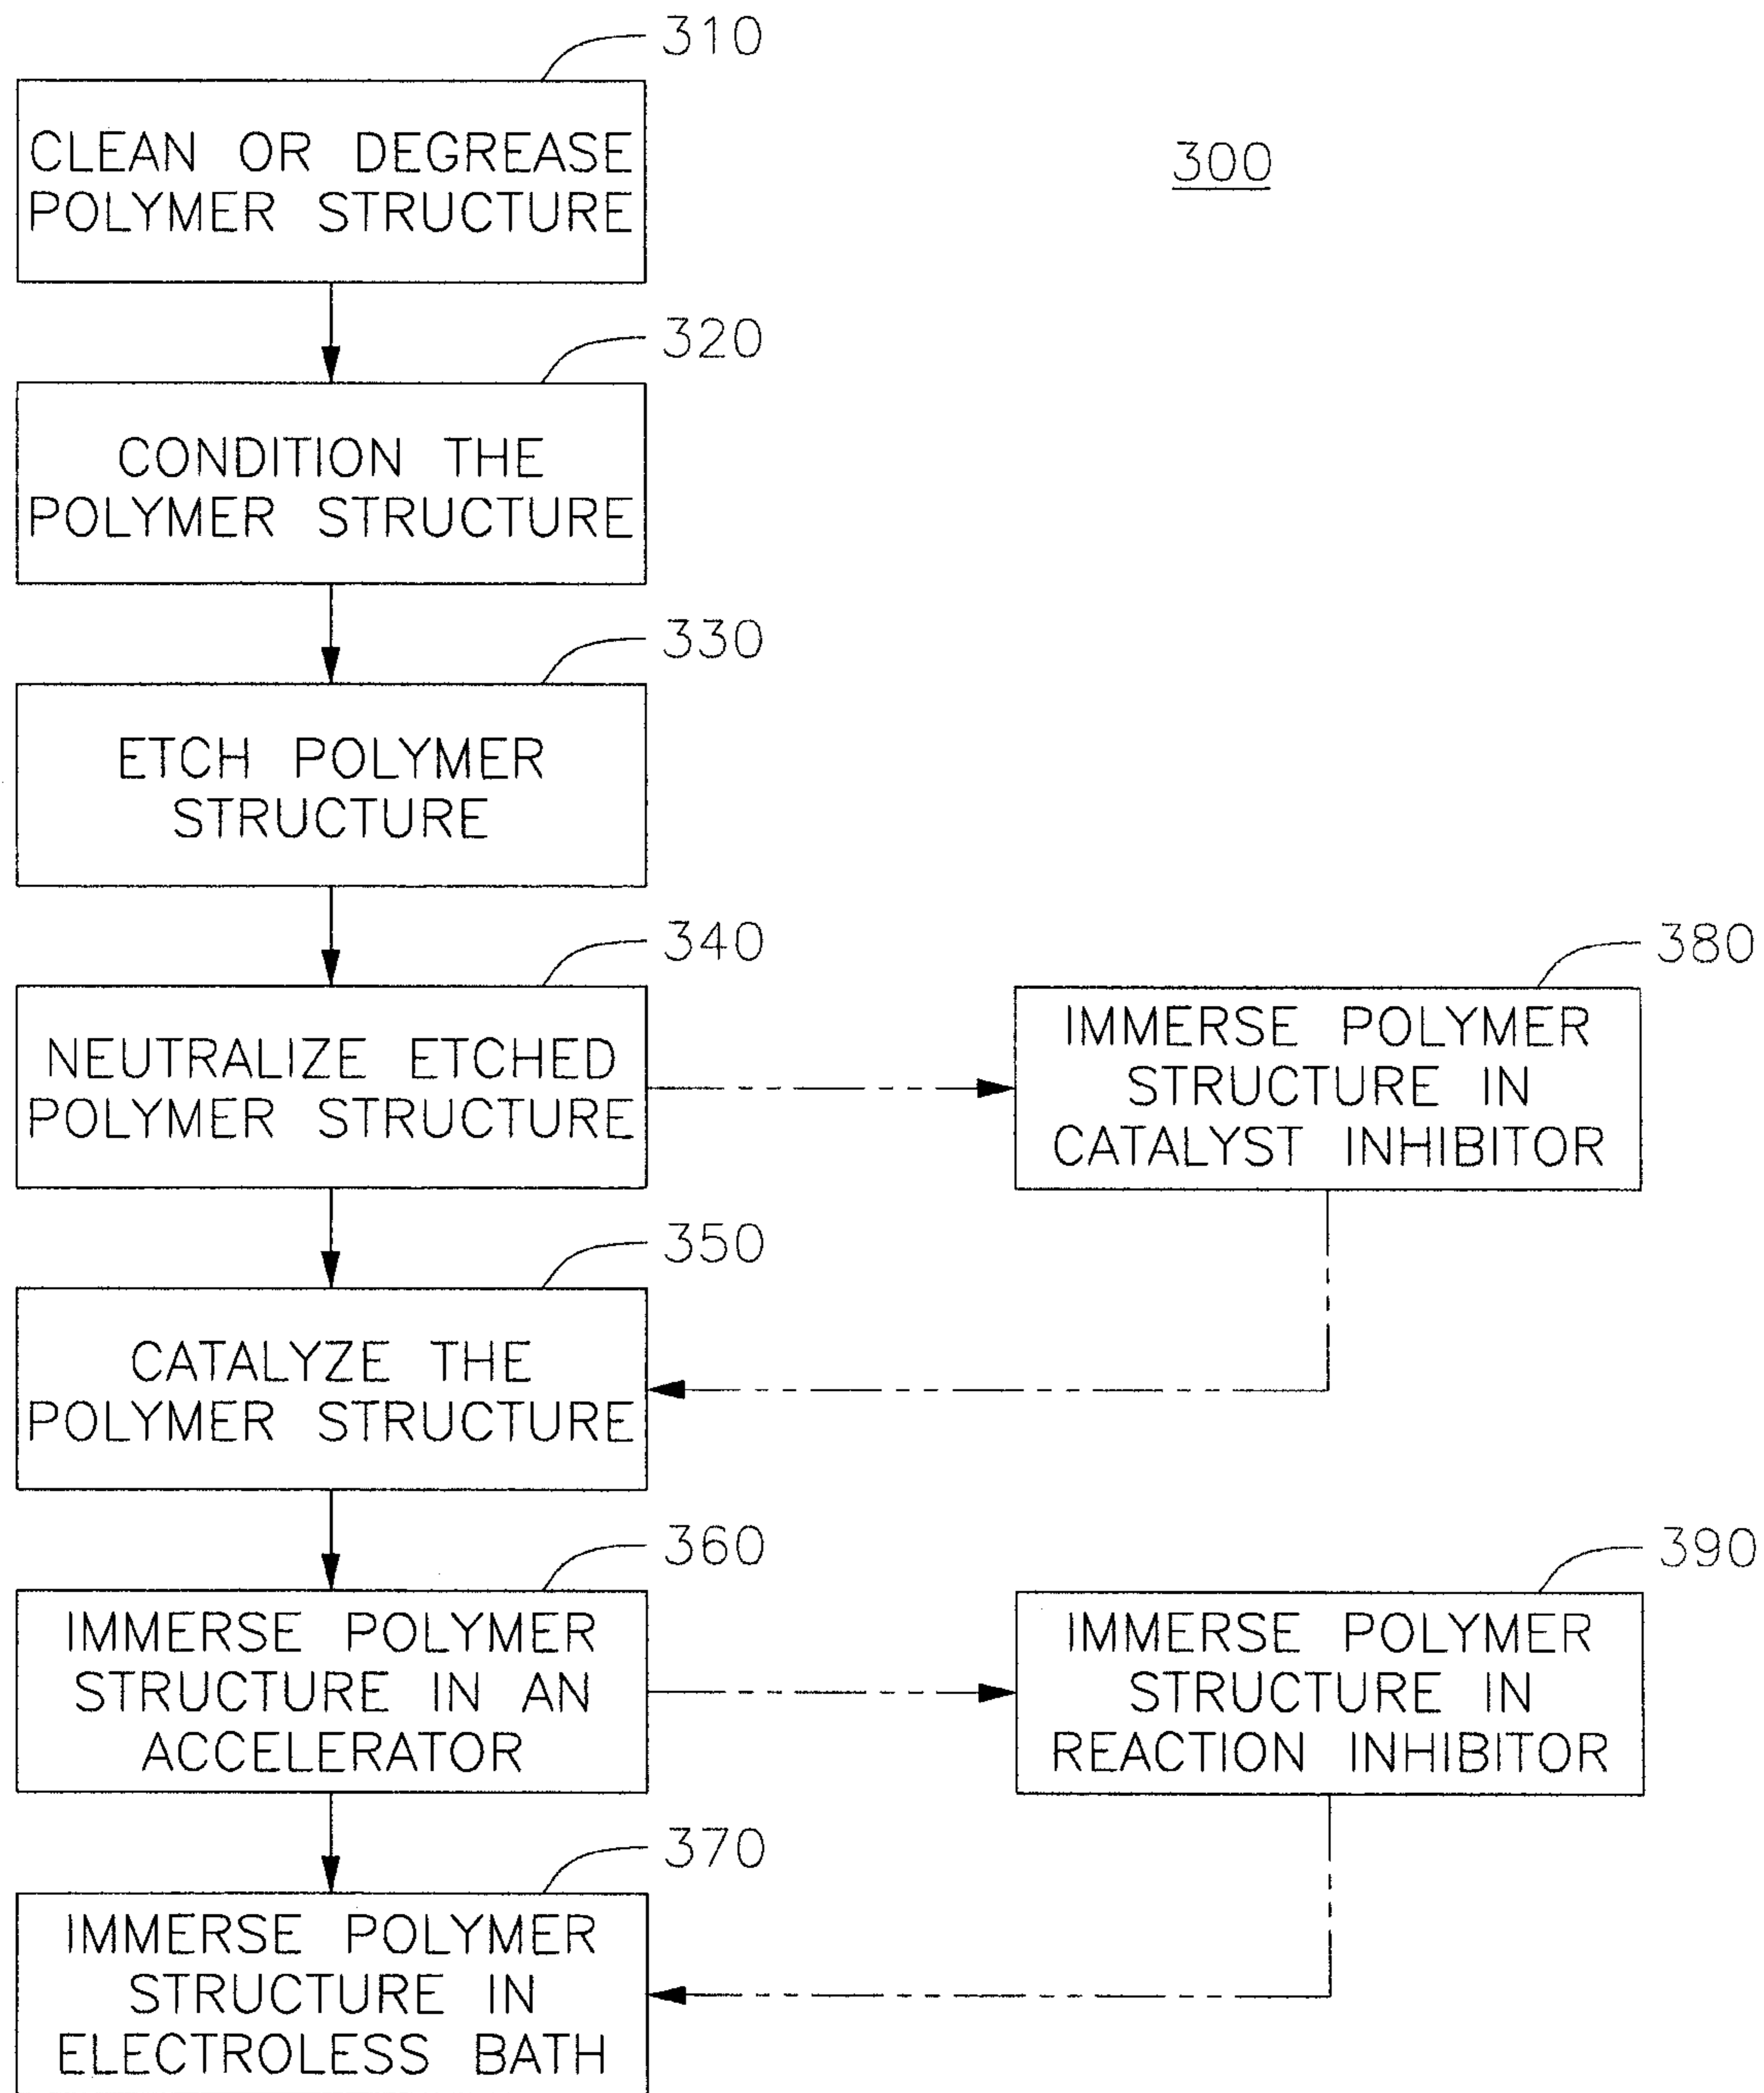 310
CLEAN OR DEGREASE
POLYMER STRUCTURE
300
320
CONDITION THE
POLYMER STRUCTURE
330
ETCH POLYMER
STRUCTURE
340
NEUTRALIZE ETCHED
POLYMER STRUCTURE
380
IMMERSE POLYMER
STRUCTURE IN
CATALYST INHIBITOR
350
CATALYZE THE
POLYMER STRUCTURE
360
IMMERSE POLYMER
STRUCTURE IN AN
ACCELERATOR
390
IMMERSE POLYMER
STRUCTURE IN
REACTION INHIBITOR
370
IMMERSE POLYMER
STRUCTURE IN
ELECTROLESS BATH